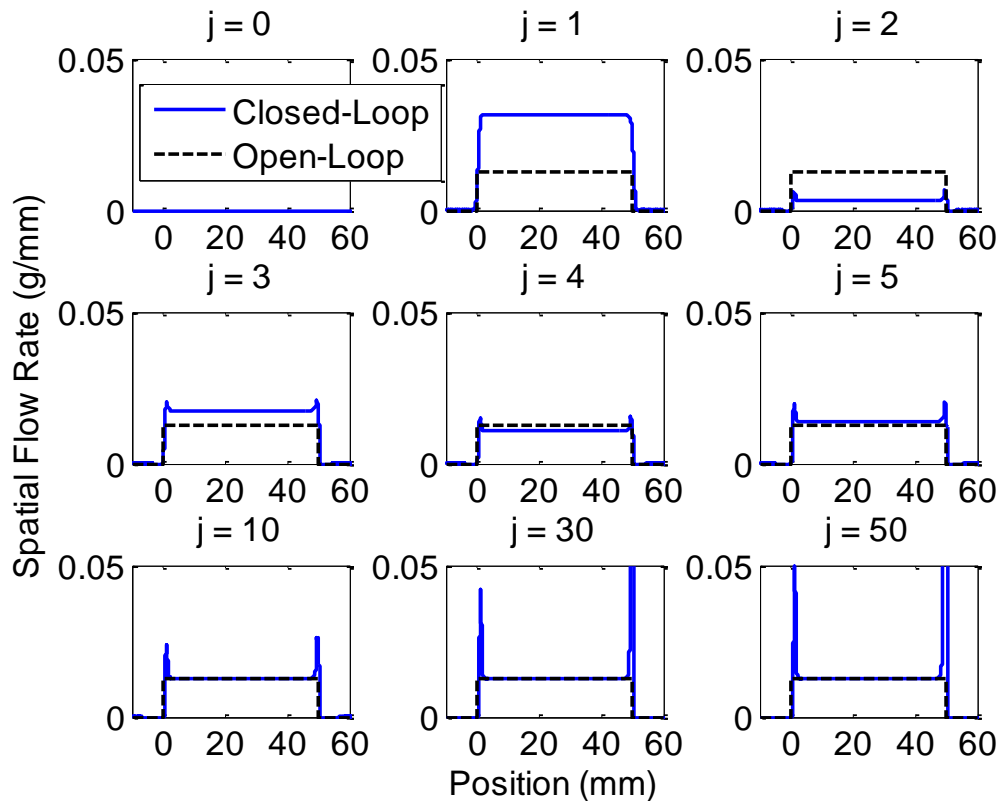 j = 0
j = 1
j = 2
0.05
0
0 20 40 60
Closed-Loop
Open-Loop
0.05
0
0 20 40 60
0.05
0
0 20 40 60
Spatial Flow Rate (g/mm)
j = 3
j = 4
j = 5
0.05
0
0 20 40 60
0.05
0
0 20 40 60
0.05
0
0 20 40 60
j = 10
j = 30
j = 50
0.05
0
0 20 40 60
0.05
0
0 20 40 60
0.05
0
0 20 40 60
Position (mm)